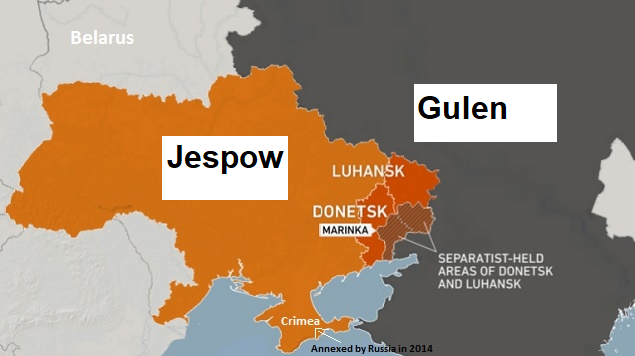 Belarus
Gulen
Jespow
LUHANSK
DONETSK
MARINKA
SEPARATIST-HELD
AREAS OF DONETSK
AND LUHANSK
Crimea
Annexed by Russia in 2014